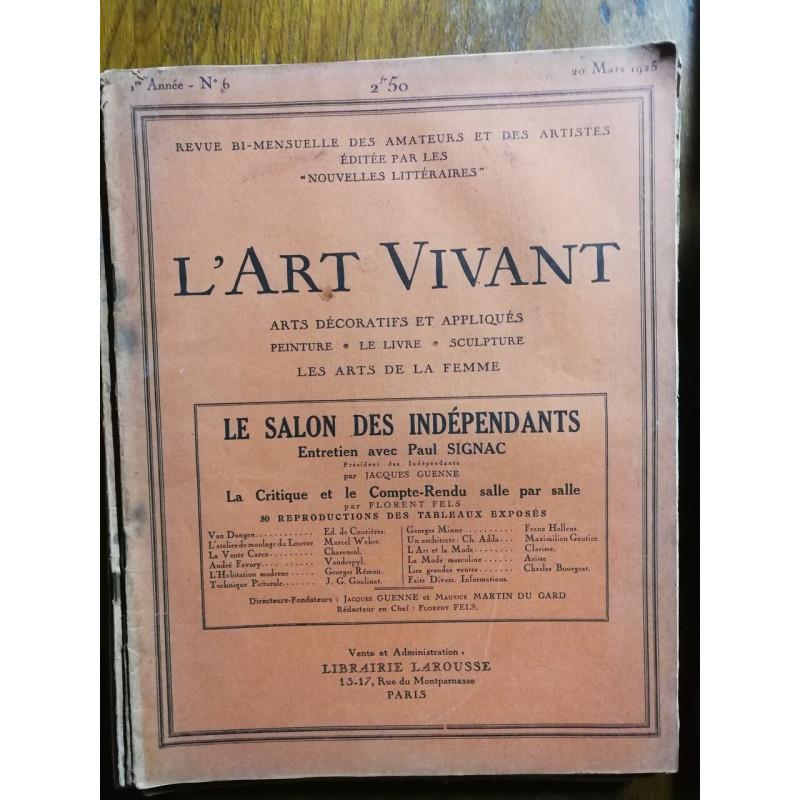 1re Année - N° 6
2fr 50
20 Mars 1925
REVUE BI-MENSUELLE DES AMATEURS ET DES ARTISTES
ÉDITÉE PAR LES
"NOUVELLES LITTÉRAIRES"
L'ART VIVANT
ARTS DÉCORATIFS ET APPLIQUÉS
PEINTURE • LE LIVRE • SCULPTURE
LES ARTS DE LA FEMME
LE SALON DES INDÉPENDANTS
Entretien avec Paul SIGNAC
Président des Indépendants
par JACQUES GUENNE
La Critique et le Compte-Rendu salle par salle
par FLORENT FELS
50 REPRODUCTIONS DES TABLEAUX EXPOSÉS
Van Dongen............ Ed. de Courières.
L'atelier de moulage du Louvre Marcel Weber.
La Vente Carco.......... Charensol.
André Favory.......... Vanderpyl.
L'Habitation moderne..... Georges Rémon.
Technique Picturale....... J. G. Goulinat.
Georges Minne.......... Franz Hellens.
Un architecte : Ch. Adda... Maximilien Gautier.
L'Art et la Mode........ Clarisse.
La Mode masculine...... Ariste
Les grandes ventes....... Charles Bourgeat.
Faits Divers. Informations.
Directeurs-Fondateurs : JACQUES GUENNE et MAURICE MARTIN DU GARD
Rédacteur en Chef : FLORENT FELS.
Vente et Administration :
LIBRAIRIE LAROUSSE
13-17, Rue du Montparnasse
PARIS